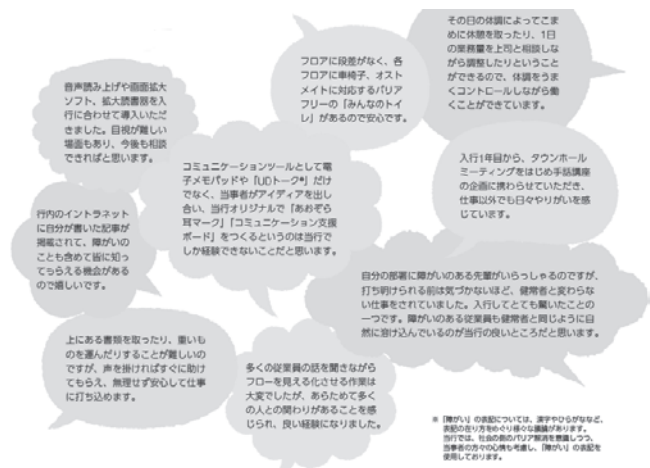 その日の体調によってこま
めに休憩を取ったり、1日
の業務量を上司と相談しな
がら調整したりということ
ができるので、体調をうま
くコントロールしながら働
くことができています。
フロアに段差がなく、各
フロアに車椅子、オスト
メイトに対応するバリア
フリーの「みんなのトイ
レ」があるので安心です。
音声読み上げや画面拡大
ソフト、拡大読書器を入
行に合わせて導入いただ
きました。目視が難しい
場面もあり、今後も相談
できればと思います。
コミュニケーションツールとして電
子メモパッドや「UDトーク®」だけ
でなく、当事者がアイディアを出し
合い、当行オリジナルで「あおぞら
耳マーク」「コミュニケーション支援
ボード」をつくるというのは当行で
しか経験できないことだと思います。
入行1年目から、タウンホール
ミーティングをはじめ手話講座
の企画に携わらせていただき、
仕事以外でも日々やりがいを感
じています。
行内のイントラネット
に自分が書いた記事が
掲載されて、障がいの
ことも含めて皆に知っ
てもらえる機会がある
ので嬉しいです。
自分の部署に障がいのある先輩がいらっしゃるのですが、
打ち明けられる前は気づかないほど、健常者と変わらな
い仕事をされていました。入行してとても驚いたことの
一つです。障がいのある従業員も健常者と同じように自
然に溶け込んでいるのが当行の良いところだと思います。
上にある書類を取ったり、重いも
のを運んだりすることが難しいの
ですが、声を掛ければすぐに助け
てもらえ、無理せず安心して仕事
に打ち込めます。
多くの従業員の話を聞きながら
フローを見える化させる作業は
大変でしたが、あらためて多く
の人との関わりがあることを感
じられ、良い経験になりました。
※「障がい」の表記については、漢字やひらがななど、
表記の在り方をめぐり様々な議論があります。
当行では、社会の側のバリア解消を意識しつつ、
当事者の方々の心情も考慮し、「障がい」の表記を
使用しております。